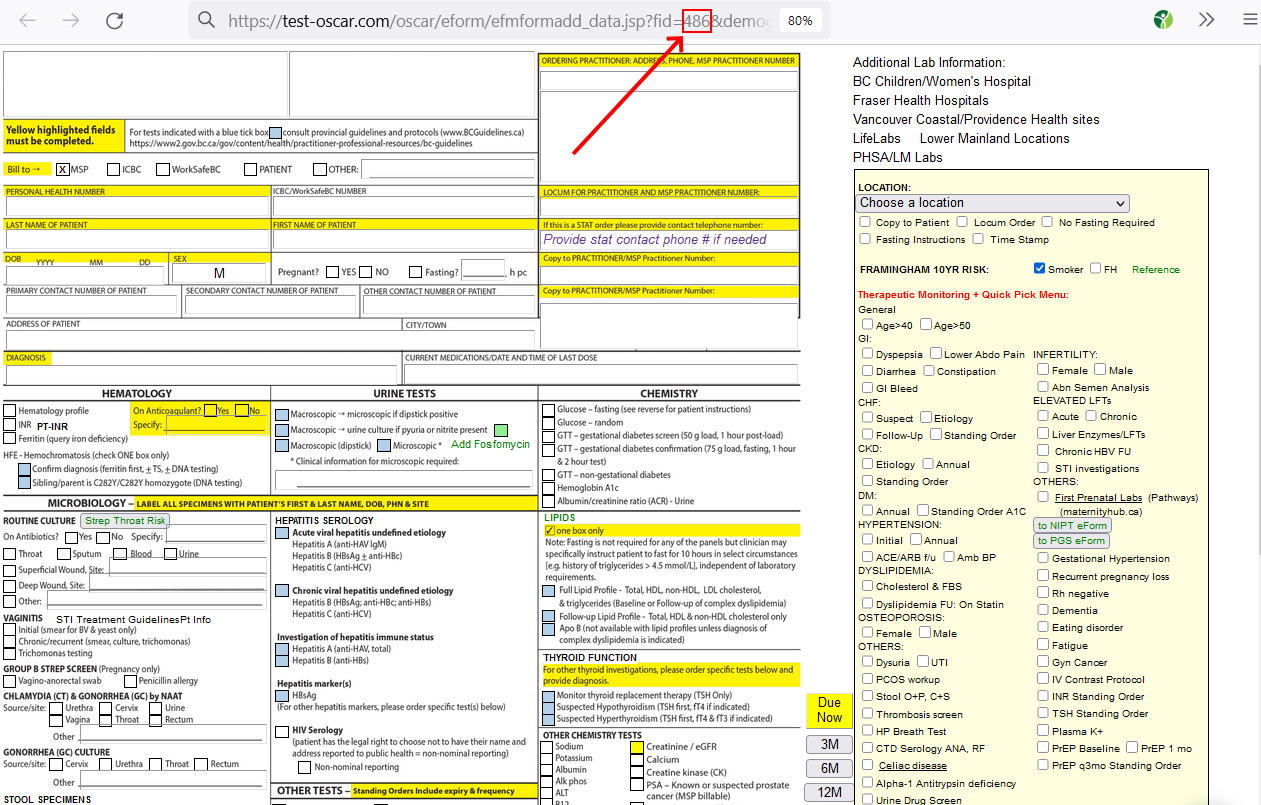 https://test-oscar.com/oscar/eform/efmformadd_data.jsp?fid=486&demog
80%
ORDERING PRACTITIONER: ADDRESS, PHONE, MSP PRACTITIONER NUMBER
Yellow highlighted fields
must be completed.
For tests indicated with a blue tick box consult provincial guidelines and protocols (www.BCGuidelines.ca)
https://www2.gov.bc.ca/gov/content/health/practitioner-professional-resources/bc-guidelines
Bill to → X MSP ICBC WorkSafeBC PATIENT OTHER:
PERSONAL HEALTH NUMBER
ICBC/WorkSafeBC NUMBER
LOCUM FOR PRACTITIONER AND MSP PRACTITIONER NUMBER:
LAST NAME OF PATIENT
FIRST NAME OF PATIENT
If this is a STAT order please provide contact telephone number:
Provide stat contact phone # if needed
DOB YYYY MM DD
SEX
M
Pregnant? YES NO Fasting? h pc
Copy to PRACTITIONER/MSP Practitioner Number:
PRIMARY CONTACT NUMBER OF PATIENT
SECONDARY CONTACT NUMBER OF PATIENT
OTHER CONTACT NUMBER OF PATIENT
Copy to PRACTITIONER/MSP Practitioner Number:
ADDRESS OF PATIENT
CITY/TOWN
DIAGNOSIS
CURRENT MEDICATIONS/DATE AND TIME OF LAST DOSE
HEMATOLOGY
Hematology profile
INR PT-INR
Ferritin (query iron deficiency)
On Anticoagulant? Yes No
Specify:
HFE - Hemochromatosis (check ONE box only)
Confirm diagnosis (ferritin first, ± TS, ± DNA testing)
Sibling/parent is C282Y/C282Y homozygote (DNA testing)
URINE TESTS
Macroscopic → microscopic if dipstick positive
Macroscopic → urine culture if pyuria or nitrite present
Macroscopic (dipstick) Microscopic * Add Fosfomycin
* Clinical information for microscopic required:
CHEMISTRY
Glucose – fasting (see reverse for patient instructions)
Glucose – random
GTT – gestational diabetes screen (50 g load, 1 hour post-load)
GTT – gestational diabetes confirmation (75 g load, fasting, 1 hour
& 2 hour test)
GTT – non-gestational diabetes
Hemoglobin A1c
Albumin/creatinine ratio (ACR) - Urine
MICROBIOLOGY – LABEL ALL SPECIMENS WITH PATIENT'S FIRST & LAST NAME, DOB, PHN & SITE
ROUTINE CULTURE Strep Throat Risk
On Antibiotics? Yes No Specify:
Throat Sputum Blood Urine
Superficial Wound, Site:
Deep Wound, Site:
Other:
VAGINITIS STI Treatment GuidelinesPt Info
Initial (smear for BV & yeast only)
Chronic/recurrent (smear, culture, trichomonas)
Trichomonas testing
GROUP B STREP SCREEN (Pregnancy only)
Vagino-anorectal swab Penicillin allergy
CHLAMYDIA (CT) & GONORRHEA (GC) by NAAT
Source/site: Urethra Cervix Urine
Vagina Throat Rectum
Other
GONORRHEA (GC) CULTURE
Source/site: Cervix Urethra Throat Rectum
Other
STOOL SPECIMENS
HEPATITIS SEROLOGY
Acute viral hepatitis undefined etiology
Hepatitis A (anti-HAV IgM)
Hepatitis B (HBsAg ± anti-HBc)
Hepatitis C (anti-HCV)
Chronic viral hepatitis undefined etiology
Hepatitis B (HBsAg; anti-HBc; anti-HBs)
Hepatitis C (anti-HCV)
Investigation of hepatitis immune status
Hepatitis A (anti-HAV, total)
Hepatitis B (anti-HBs)
Hepatitis marker(s)
HBsAg
(For other hepatitis markers, please order specific test(s) below)
HIV Serology
(patient has the legal right to choose not to have their name and
address reported to public health = non-nominal reporting)
Non-nominal reporting
OTHER TESTS – Standing Orders Include expiry & frequency
LIPIDS
✓ one box only
Note: Fasting is not required for any of the panels but clinician may
specifically instruct patient to fast for 10 hours in select circumstances
[e.g. history of triglycerides > 4.5 mmol/L], independent of laboratory
requirements.
Full Lipid Profile - Total, HDL, non-HDL, LDL cholesterol,
& triglycerides (Baseline or Follow-up of complex dyslipidemia)
Follow-up Lipid Profile - Total, HDL & non-HDL cholesterol only
Apo B (not available with lipid profiles unless diagnosis of
complex dyslipidemia is indicated)
THYROID FUNCTION
For other thyroid investigations, please order specific tests below and
provide diagnosis.
Monitor thyroid replacement therapy (TSH Only)
Suspected Hypothyroidism (TSH first, fT4 if indicated)
Suspected Hyperthyroidism (TSH first, fT4 & fT3 if indicated)
OTHER CHEMISTRY TESTS
Sodium
Potassium
Albumin
Alk phos
ALT
B12
Creatinine / eGFR
Calcium
Creatine kinase (CK)
PSA – Known or suspected prostate
cancer (MSP billable)
Due
Now
3M
6M
12M
Additional Lab Information:
BC Children/Women's Hospital
Fraser Health Hospitals
Vancouver Coastal/Providence Health sites
LifeLabs Lower Mainland Locations
PHSA/LM Labs
LOCATION:
Choose a location
Copy to Patient Locum Order No Fasting Required
Fasting Instructions Time Stamp
FRAMINGHAM 10YR RISK: Smoker FH Reference
Therapeutic Monitoring + Quick Pick Menu:
General
Age>40 Age>50
GI:
Dyspepsia Lower Abdo Pain
Diarrhea Constipation
GI Bleed
CHF:
Suspect Etiology
Follow-Up Standing Order
CKD:
Etiology Annual
Standing Order
DM:
Annual Standing Order A1C
HYPERTENSION:
Initial Annual
ACE/ARB f/u Amb BP
DYSLIPIDEMIA:
Cholesterol & FBS
Dyslipidemia FU: On Statin
OSTEOPOROSIS:
Female Male
OTHERS:
Dysuria UTI
PCOS workup
Stool O+P, C+S
Thrombosis screen
HP Breath Test
CTD Serology ANA, RF
Celiac disease
Alpha-1 Antitrypsin deficiency
Urine Drug Screen
INFERTILITY:
Female Male
Abn Semen Analysis
ELEVATED LFTs
Acute Chronic
Liver Enzymes/LFTs
Chronic HBV FU
STI investigations
OTHERS:
First Prenatal Labs (Pathways)
(maternityhub.ca)
to NIPT eForm
to PGS eForm
Gestational Hypertension
Recurrent pregnancy loss
Rh negative
Dementia
Eating disorder
Fatigue
Gyn Cancer
IV Contrast Protocol
INR Standing Order
TSH Standing Order
Plasma K+
PrEP Baseline PrEP 1 mo
PrEP q3mo Standing Order